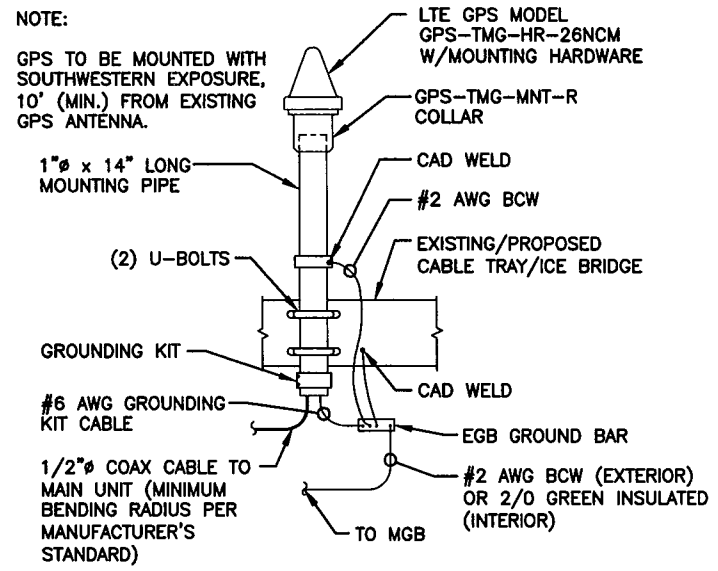 NOTE:
GPS TO BE MOUNTED WITH
SOUTHWESTERN EXPOSURE,
10' (MIN.) FROM EXISTING
GPS ANTENNA.
LTE GPS MODEL
GPS-TMG-HR-26NCM
W/MOUNTING HARDWARE
GPS-TMG-MNT-R
COLLAR
1"ø x 14" LONG
MOUNTING PIPE
CAD WELD
#2 AWG BCW
(2) U-BOLTS
EXISTING/PROPOSED
CABLE TRAY/ICE BRIDGE
GROUNDING KIT
CAD WELD
#6 AWG GROUNDING
KIT CABLE
EGB GROUND BAR
1/2"ø COAX CABLE TO
MAIN UNIT (MINIMUM
BENDING RADIUS PER
MANUFACTURER'S
STANDARD)
#2 AWG BCW (EXTERIOR)
OR 2/0 GREEN INSULATED
(INTERIOR)
TO MGB